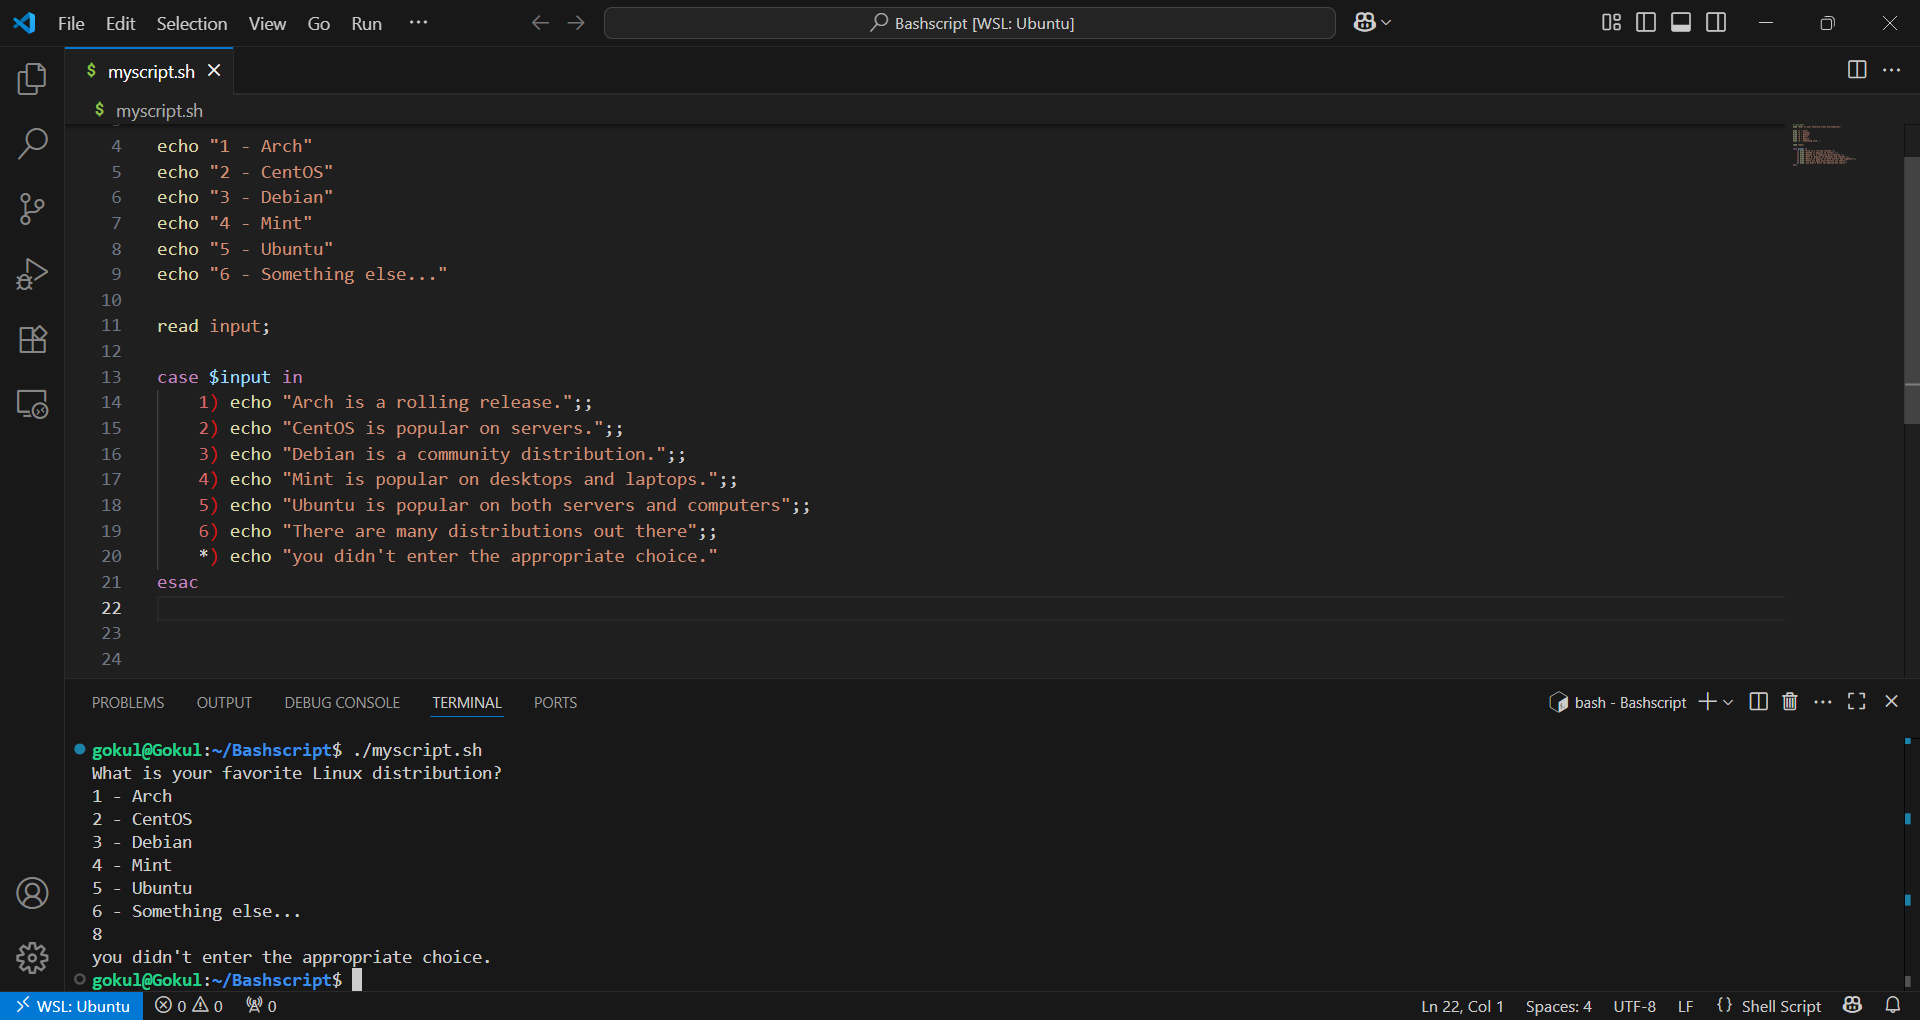 File Edit Selection View Go Run ···
Bashscript [WSL: Ubuntu]
$ myscript.sh
$ myscript.sh
4 echo "1 - Arch"
5 echo "2 - CentOS"
6 echo "3 - Debian"
7 echo "4 - Mint"
8 echo "5 - Ubuntu"
9 echo "6 - Something else..."
10
11 read input;
12
13 case $input in
14 1) echo "Arch is a rolling release.";;
15 2) echo "CentOS is popular on servers.";;
16 3) echo "Debian is a community distribution.";;
17 4) echo "Mint is popular on desktops and laptops.";;
18 5) echo "Ubuntu is popular on both servers and computers";;
19 6) echo "There are many distributions out there";;
20 *) echo "you didn't enter the appropriate choice."
21 esac
22
23
24
PROBLEMS OUTPUT DEBUG CONSOLE TERMINAL PORTS
bash - Bashscript
gokul@Gokul:~/Bashscript$ ./myscript.sh
What is your favorite Linux distribution?
1 - Arch
2 - CentOS
3 - Debian
4 - Mint
5 - Ubuntu
6 - Something else...
8
you didn't enter the appropriate choice.
gokul@Gokul:~/Bashscript$
WSL: Ubuntu 0 0 0 Ln 22, Col 1 Spaces: 4 UTF-8 LF {} Shell Script